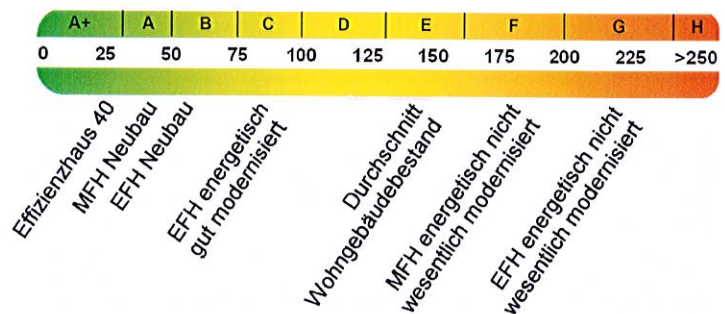 A+ A B C D E F G H
0 25 50 75 100 125 150 175 200 225 >250
Effizienzhaus 40
MFH Neubau
EFH Neubau
EFH energetisch
gut modernisiert
Durchschnitt
Wohngebäudebestand
MFH energetisch nicht
wesentlich modernisiert
EFH energetisch nicht
wesentlich modernisiert